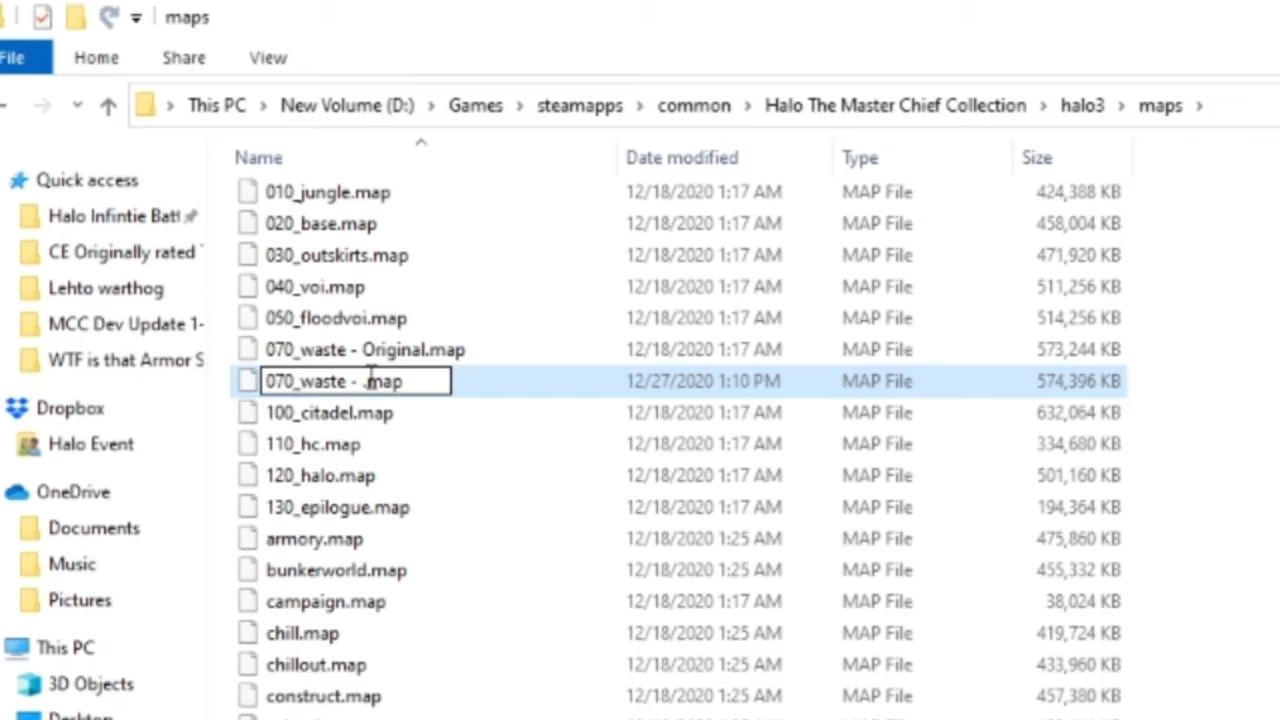 maps
File Home Share View
This PC New Volume (D:) Games steamapps common Halo The Master Chief Collection halo3 maps
Name Date modified Type Size
Quick access
Halo Infintie Batt
CE Originally rated
Lehto warthog
MCC Dev Update 1-
WTF is that Armor S
Dropbox
Halo Event
OneDrive
Documents
Music
Pictures
This PC
3D Objects
Desktop
010_jungle.map 12/18/2020 1:17 AM MAP File 424,388 KB
020_base.map 12/18/2020 1:17 AM MAP File 458,004 KB
030_outskirts.map 12/18/2020 1:17 AM MAP File 471,920 KB
040_voi.map 12/18/2020 1:17 AM MAP File 511,256 KB
050_floodvoi.map 12/18/2020 1:17 AM MAP File 514,256 KB
070_waste - Original.map 12/18/2020 1:17 AM MAP File 573,244 KB
070_waste - .map 12/27/2020 1:10 PM MAP File 574,396 KB
100_citadel.map 12/18/2020 1:17 AM MAP File 632,064 KB
110_hc.map 12/18/2020 1:17 AM MAP File 334,680 KB
120_halo.map 12/18/2020 1:17 AM MAP File 501,160 KB
130_epilogue.map 12/18/2020 1:17 AM MAP File 194,364 KB
armory.map 12/18/2020 1:25 AM MAP File 475,860 KB
bunkerworld.map 12/18/2020 1:25 AM MAP File 455,332 KB
campaign.map 12/18/2020 1:17 AM MAP File 38,024 KB
chill.map 12/18/2020 1:25 AM MAP File 419,724 KB
chillout.map 12/18/2020 1:25 AM MAP File 433,960 KB
construct.map 12/18/2020 1:25 AM MAP File 457,380 KB